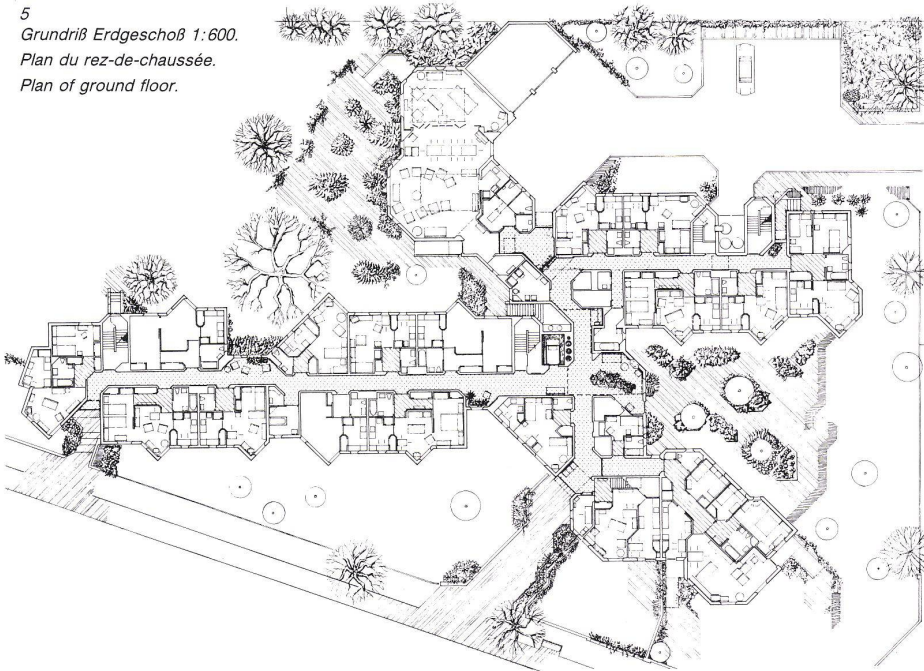 5
Grundriß Erdgeschoß 1:600.
Plan du rez-de-chaussée.
Plan of ground floor.